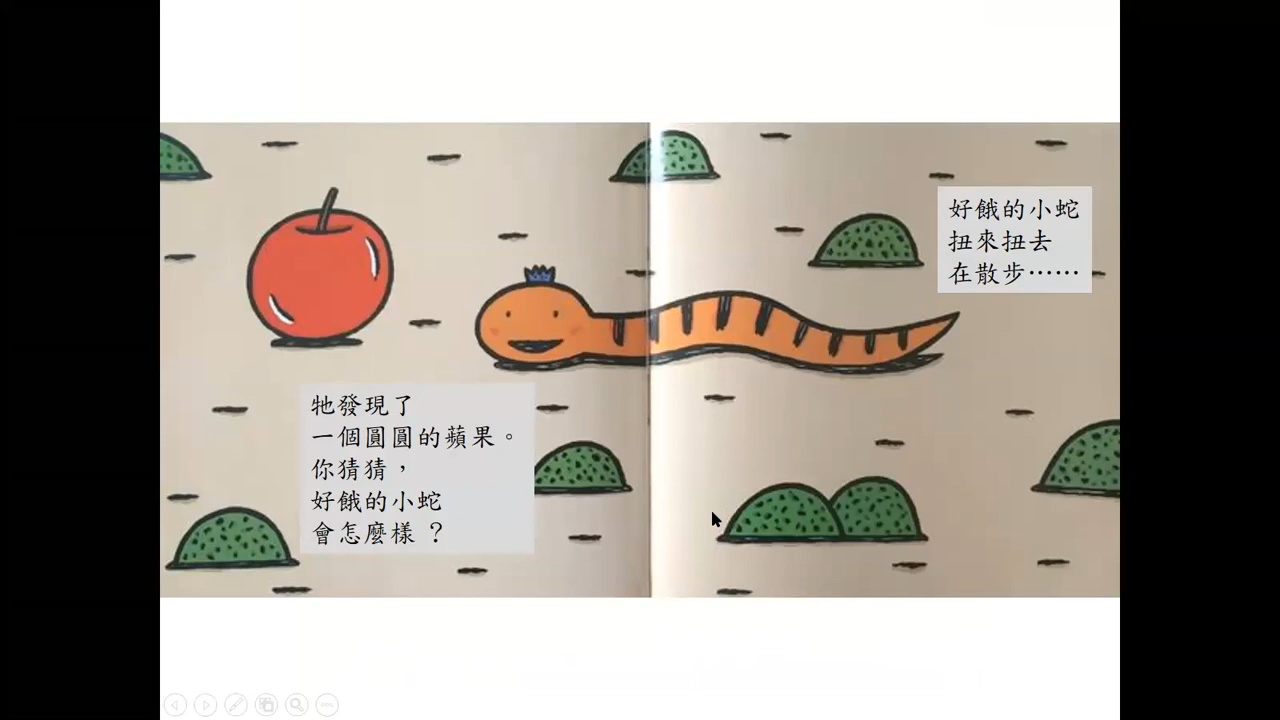 好餓的小蛇
扭來扭去
在散步⋯⋯
牠發現了
一個圓圓的蘋果。
你猜猜，
好餓的小蛇
會怎麼樣？